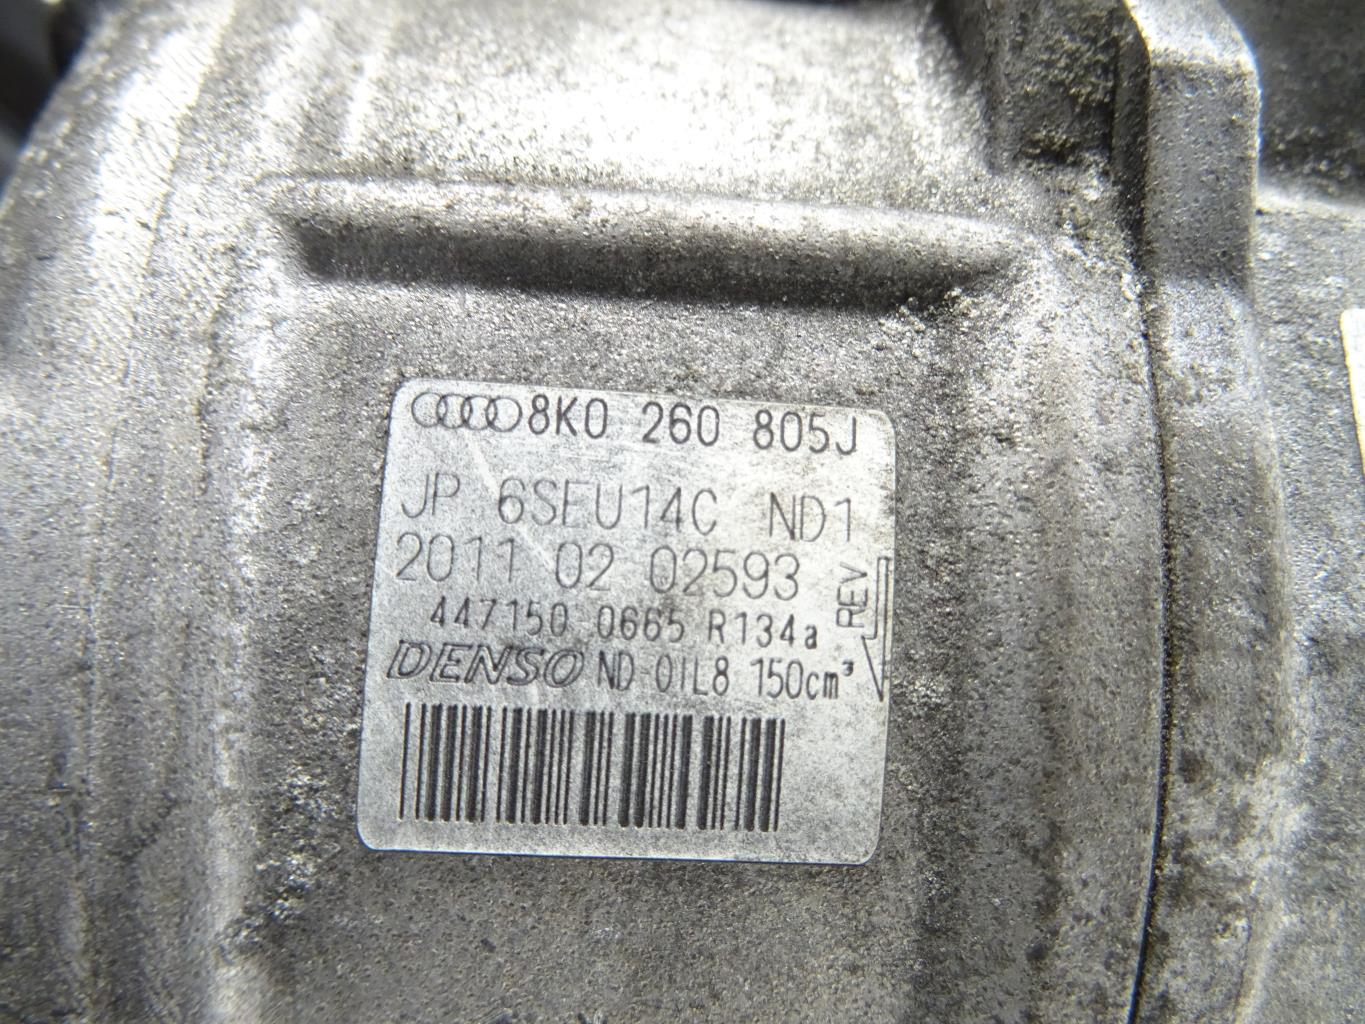 8K0 260 805J
JP 6SEU14C ND1
2011 02 02593
447150-0665 R134a
DENSO ND-OIL8 150cm³
REV